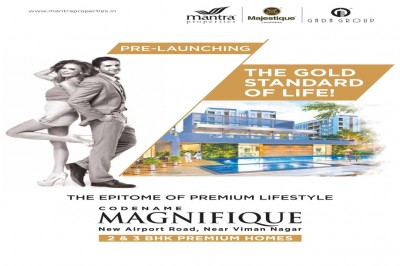 www.mantraproperties.in
mantra
properties
Majestique
GADA GROUP
PRE-LAUNCHING
THE GOLD
STANDARD
OF LIFE!
THE EPITOME OF PREMIUM LIFESTYLE
CODENAME
MAGNIFIQUE
New Airport Road, Near Viman Nagar
2 & 3 BHK PREMIUM HOMES